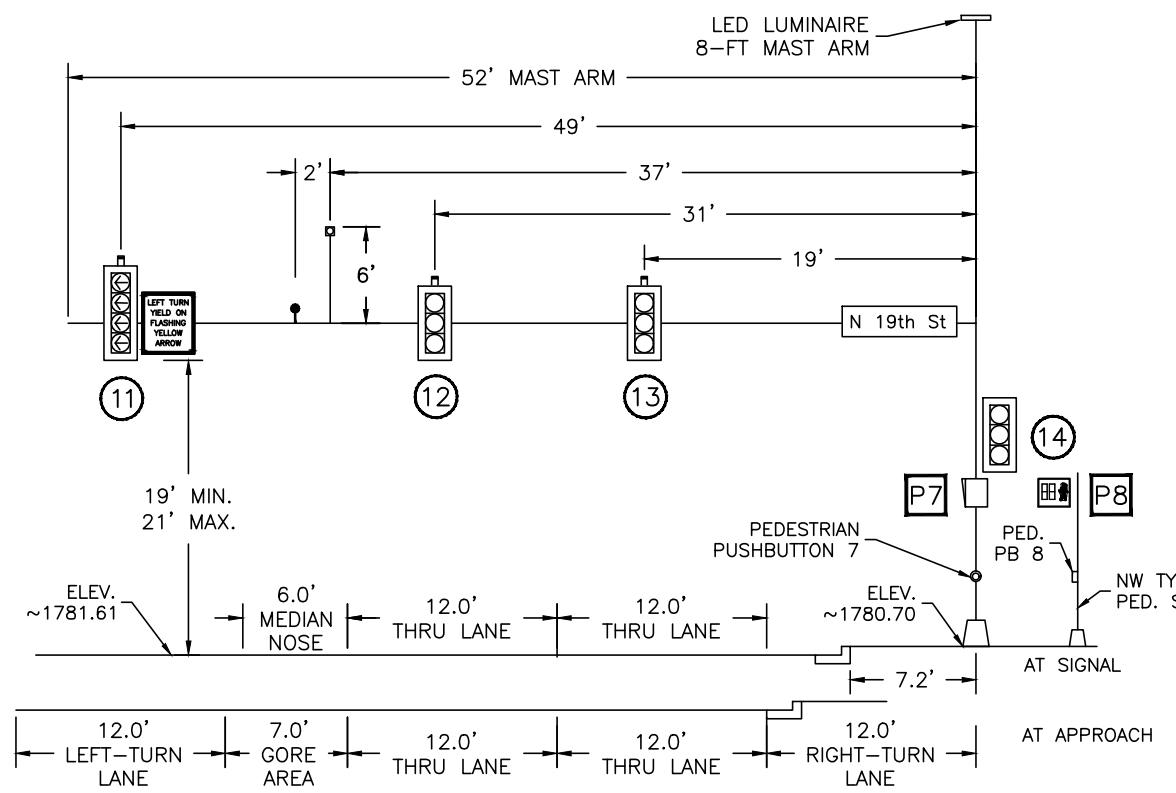 LED LUMINAIRE
8-FT MAST ARM
52' MAST ARM
49'
2'
37'
31'
6'
19'
LEFT TURN
YIELD ON
FLASHING
YELLOW
ARROW
N 19th St
11
12
13
14
19' MIN.
21' MAX.
P7
P8
PEDESTRIAN
PUSHBUTTON 7
PED.
PB 8
ELEV.
~1781.61
6.0'
MEDIAN
NOSE
12.0'
THRU LANE
12.0'
THRU LANE
ELEV.
~1780.70
NW TY
PED. S
AT SIGNAL
7.2'
12.0'
LEFT-TURN
LANE
7.0'
GORE
AREA
12.0'
THRU LANE
12.0'
THRU LANE
12.0'
RIGHT-TURN
LANE
AT APPROACH